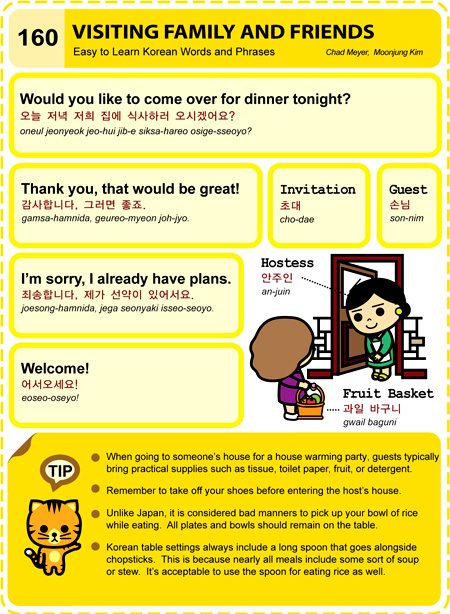 160
VISITING FAMILY AND FRIENDS
Easy to Learn Korean Words and Phrases
Chad Meyer, Moonjung Kim
Would you like to come over for dinner tonight?
오늘 저녁 저희 집에 식사하러 오시겠어요?
oneul jeonyeok jeo-hui jib-e siksa-hareo osige-sseoyo?
Thank you, that would be great!
감사합니다, 그러면 좋죠.
gamsa-hamnida, geureo-myeon joh-jyo.
Invitation
초대
cho-dae
Guest
손님
son-nim
I'm sorry, I already have plans.
죄송합니다, 제가 선약이 있어서요.
joesong-hamnida, jega seonyaki isseo-seoyo.
Hostess
안주인
an-juin
Welcome!
어서오세요!
eoseo-oseyo!
Fruit Basket
과일 바구니
gwail baguni
TIP
When going to someone's house for a house warming party, guests typically
bring practical supplies such as tissue, toilet paper, fruit, or detergent.
Remember to take off your shoes before entering the host's house.
Unlike Japan, it is considered bad manners to pick up your bowl of rice
while eating. All plates and bowls should remain on the table.
Korean table settings always include a long spoon that goes alongside
chopsticks. This is because nearly all meals include some sort of soup
or stew. It's acceptable to use the spoon for eating rice as well.